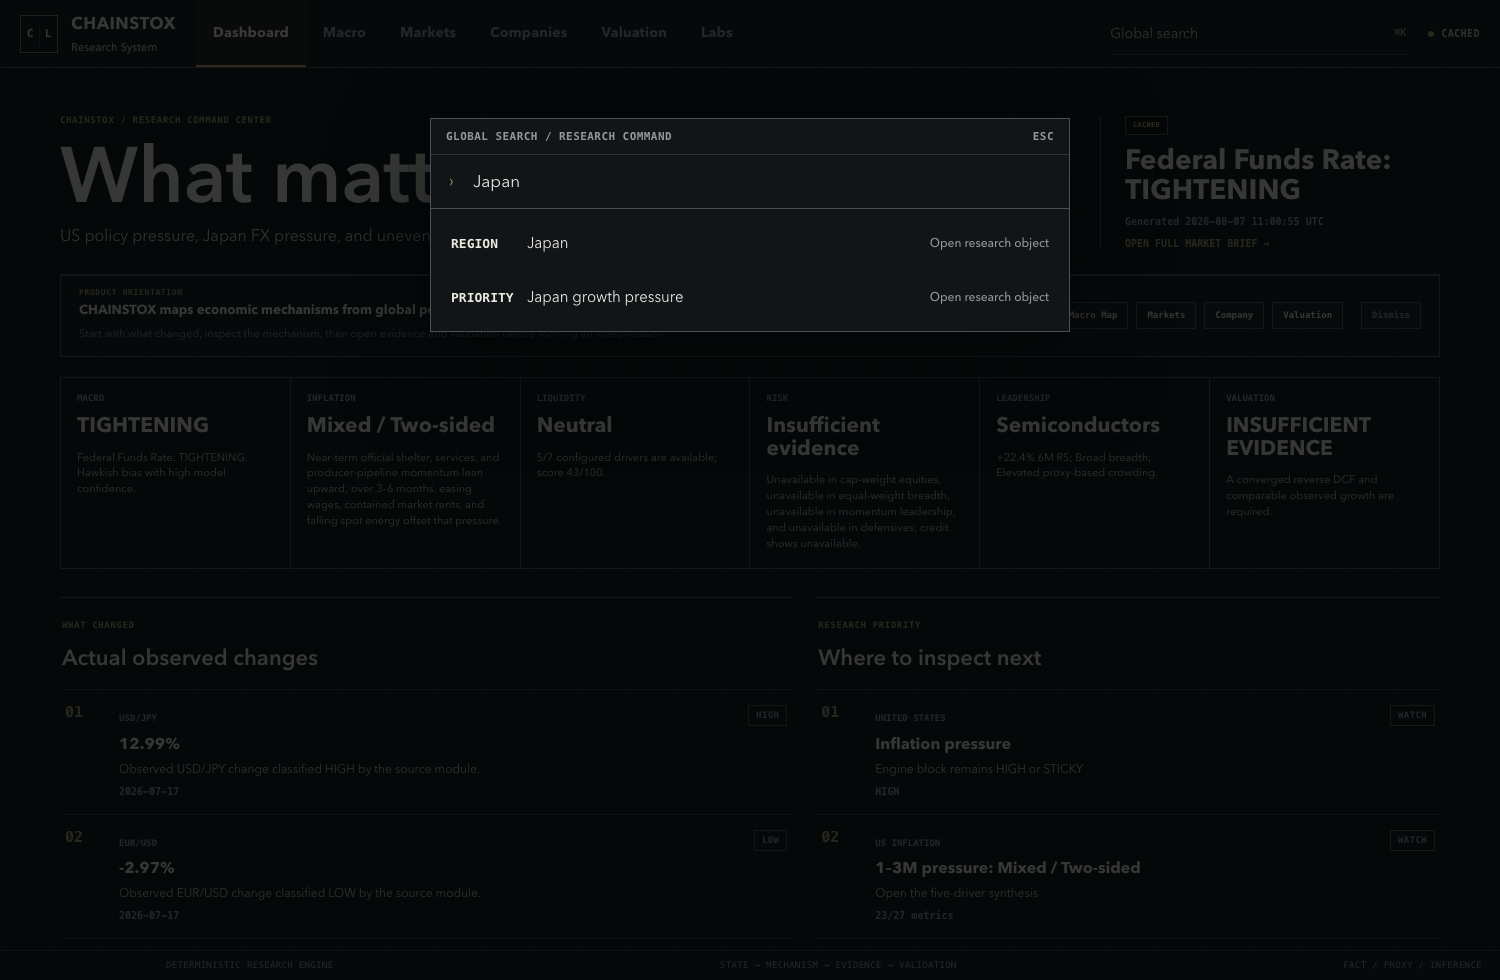 C L
CHAINSTOX
Research System
Dashboard
Macro
Markets
Companies
Valuation
Labs
Global search
⌘K
CACHED
CHAINSTOX / RESEARCH COMMAND CENTER
What matt
US policy pressure, Japan FX pressure, and uneven
CACHED
Federal Funds Rate:
TIGHTENING
Generated 2026-08-07 11:00:55 UTC
OPEN FULL MARKET BRIEF →
GLOBAL SEARCH / RESEARCH COMMAND
ESC
› Japan
REGION Japan Open research object
PRIORITY Japan growth pressure Open research object
PRODUCT ORIENTATION
CHAINSTOX maps economic mechanisms from global po
Start with what changed, inspect the mechanism, then open evidence and validation before forming an interpretation.
Macro Map
Markets
Company
Valuation
Dismiss
MACRO
TIGHTENING
Federal Funds Rate: TIGHTENING.
Hawkish bias with high model
confidence.
INFLATION
Mixed / Two-sided
Near-term official shelter, services, and
producer-pipeline momentum lean
upward; over 3–6 months, easing
wages, contained market rents, and
falling spot energy offset that pressure.
LIQUIDITY
Neutral
5/7 configured drivers are available;
score 43/100.
RISK
Insufficient
evidence
Unavailable in cap-weight equities,
unavailable in equal-weight breadth,
unavailable in momentum leadership,
and unavailable in defensives; credit
shows unavailable.
LEADERSHIP
Semiconductors
+22.4% 6M RS; Broad breadth;
Elevated proxy-based crowding.
VALUATION
INSUFFICIENT
EVIDENCE
A converged reverse DCF and
comparable observed growth are
required.
WHAT CHANGED
Actual observed changes
01
USD/JPY
HIGH
12.99%
Observed USD/JPY change classified HIGH by the source module.
2026-07-17
02
EUR/USD
LOW
-2.97%
Observed EUR/USD change classified LOW by the source module.
2026-07-17
RESEARCH PRIORITY
Where to inspect next
01
UNITED STATES
WATCH
Inflation pressure
Engine block remains HIGH or STICKY
HIGH
02
US INFLATION
WATCH
1–3M pressure: Mixed / Two-sided
Open the five-driver synthesis
23/27 metrics
DETERMINISTIC RESEARCH ENGINE
STATE → MECHANISM → EVIDENCE → VALIDATION
FACT / PROXY / INFERENCE